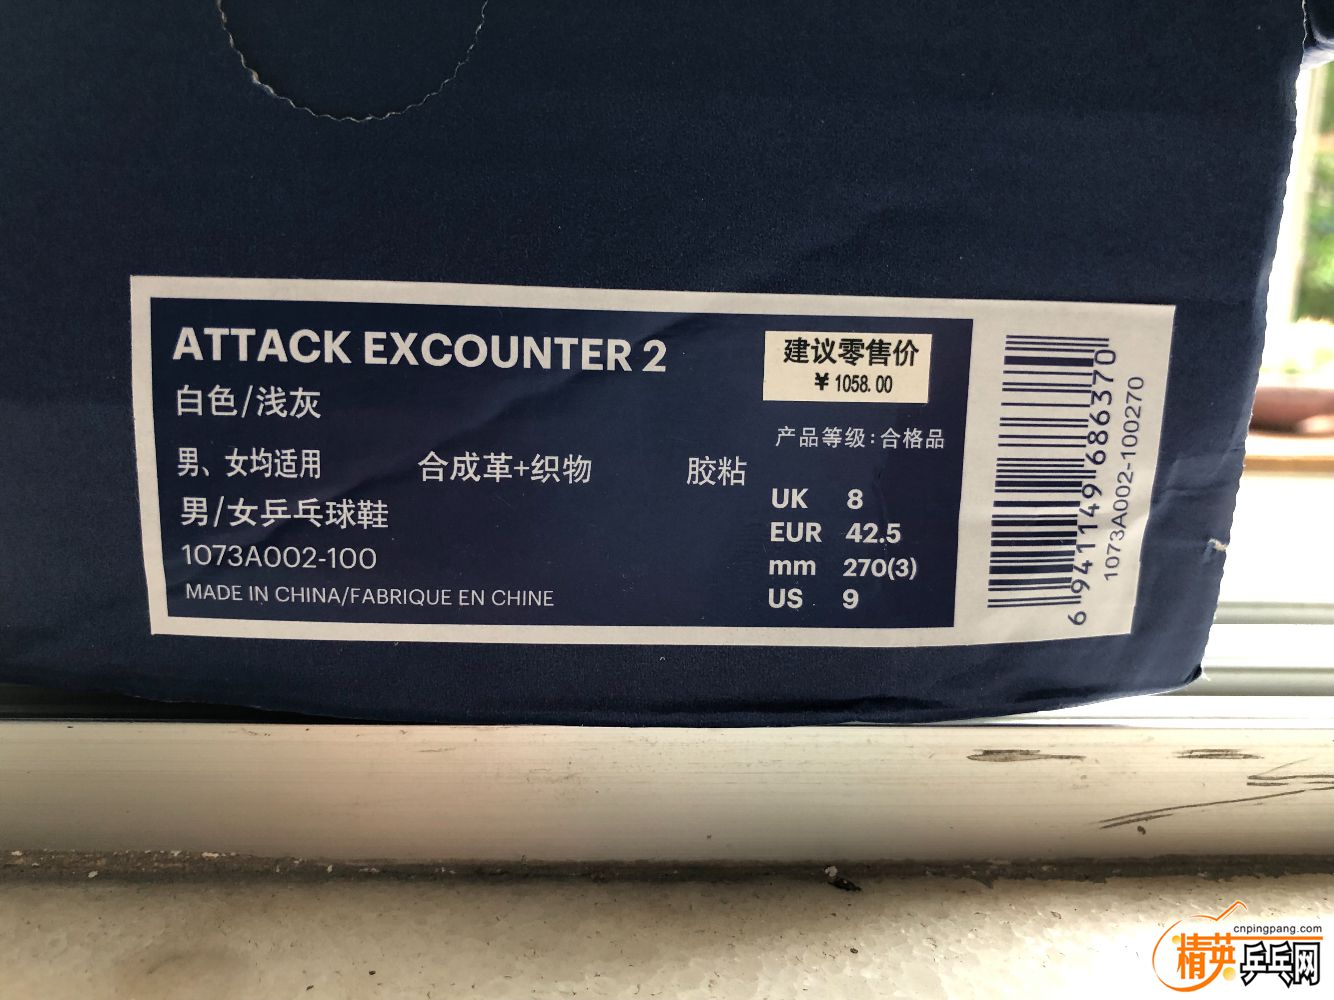 ATTACK EXCOUNTER 2
白色/浅灰
男、女均适用 合成革+织物 胶粘
男/女乒乓球鞋
1073A002-100
MADE IN CHINA/FABRIQUE EN CHINE
建议零售价
￥1058.00
产品等级:合格品
UK 8
EUR 42.5
mm 270(3)
US 9
6 941149 686370
1073A002-100270
cnpingpang.com
精英乒乓网